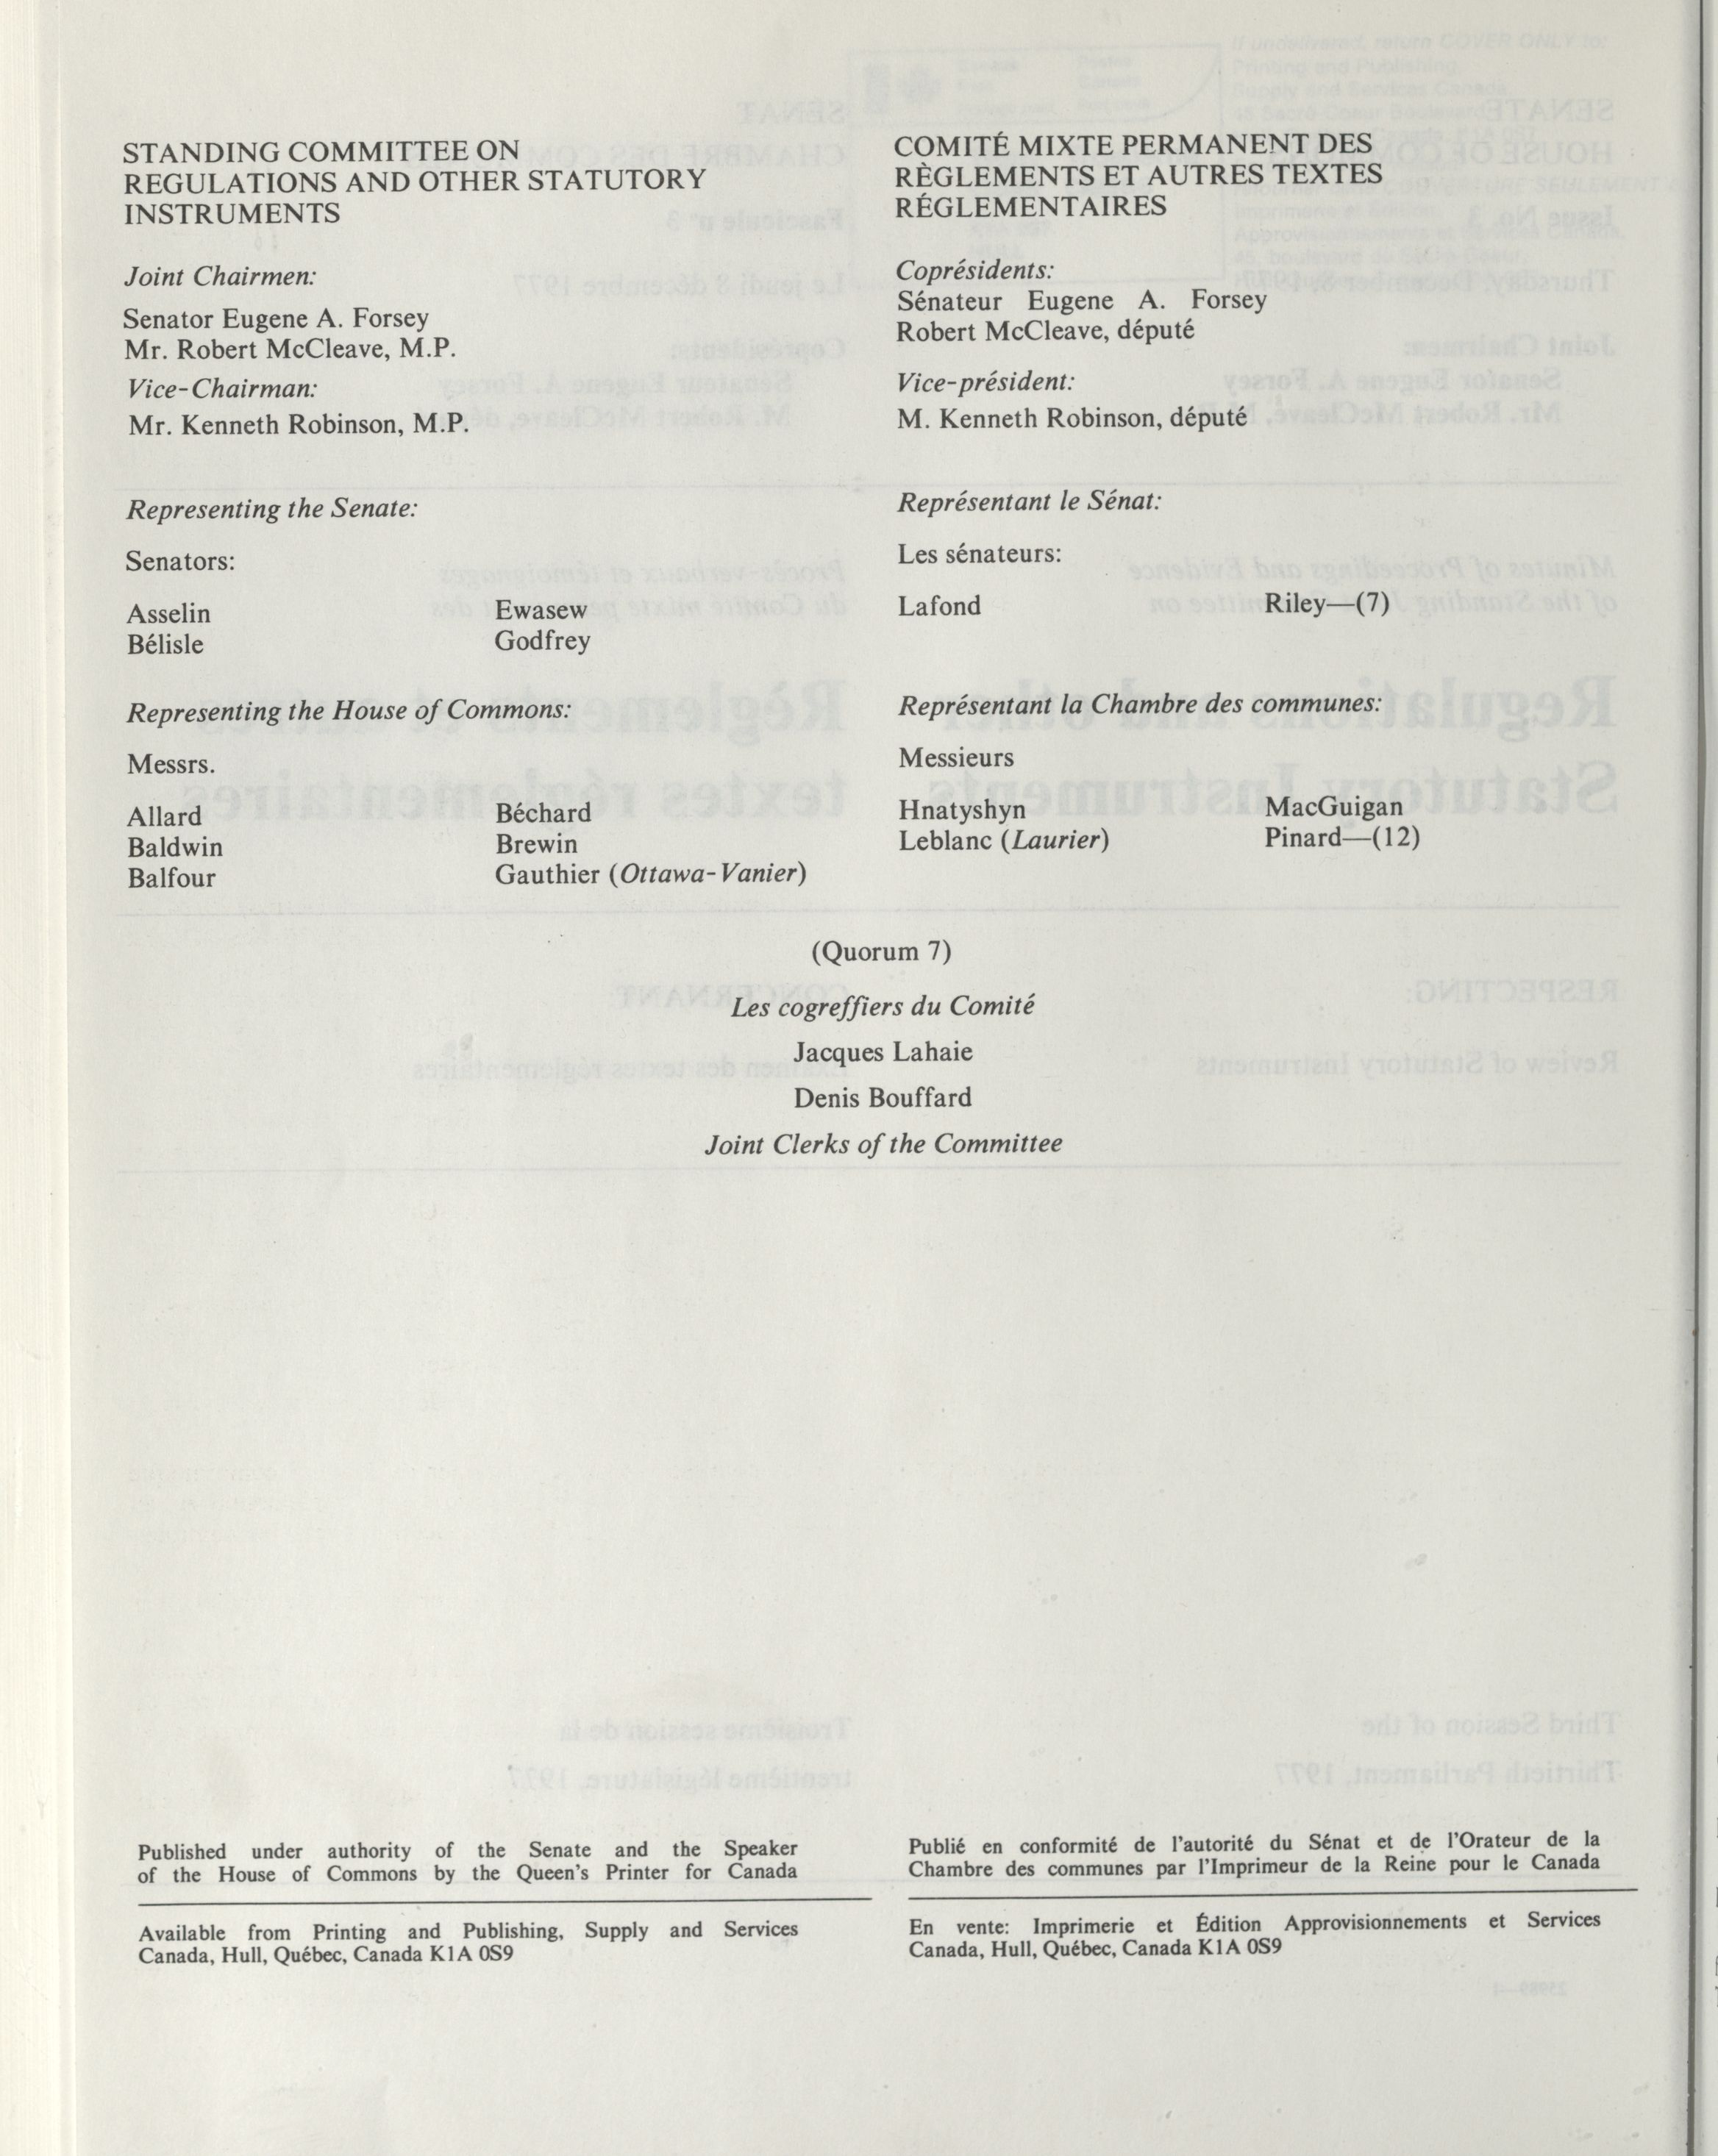 STANDING COMMITTEE ON
REGULATIONS AND OTHER STATUTORY
INSTRUMENTS
Joint Chairmen:
Senator Eugene A. Forsey
Mr. Robert McCleave, M.P.
Vice-Chairman:
Mr. Kenneth Robinson, M.P.
COMITÉ MIXTE PERMANENT DES
RÈGLEMENTS ET AUTRES TEXTES
RÉGLEMENTAIRES
Coprésidents:
Sénateur Eugene A. Forsey
Robert McCleave, député
Vice-président:
M. Kenneth Robinson, député
Representing the Senate:
Senators:
Asselin
Bélisle
Ewasew
Godfrey
Représentant le Sénat:
Les sénateurs:
Lafond
Riley—(7)
Representing the House of Commons:
Messrs.
Allard
Baldwin
Balfour
Béchard
Brewin
Gauthier (Ottawa-Vanier)
Représentant la Chambre des communes:
Messieurs
Hnatyshyn
Leblanc (Laurier)
MacGuigan
Pinard—(12)
(Quorum 7)
Les cogreffiers du Comité
Jacques Lahaie
Denis Bouffard
Joint Clerks of the Committee
Published under authority of the Senate and the Speaker
of the House of Commons by the Queen's Printer for Canada
Available from Printing and Publishing, Supply and Services
Canada, Hull, Québec, Canada K1A 0S9
Publié en conformité de l'autorité du Sénat et de l'Orateur de la
Chambre des communes par l'Imprimeur de la Reine pour le Canada
En vente: Imprimerie et Édition Approvisionnements et Services
Canada, Hull, Québec, Canada K1A 0S9